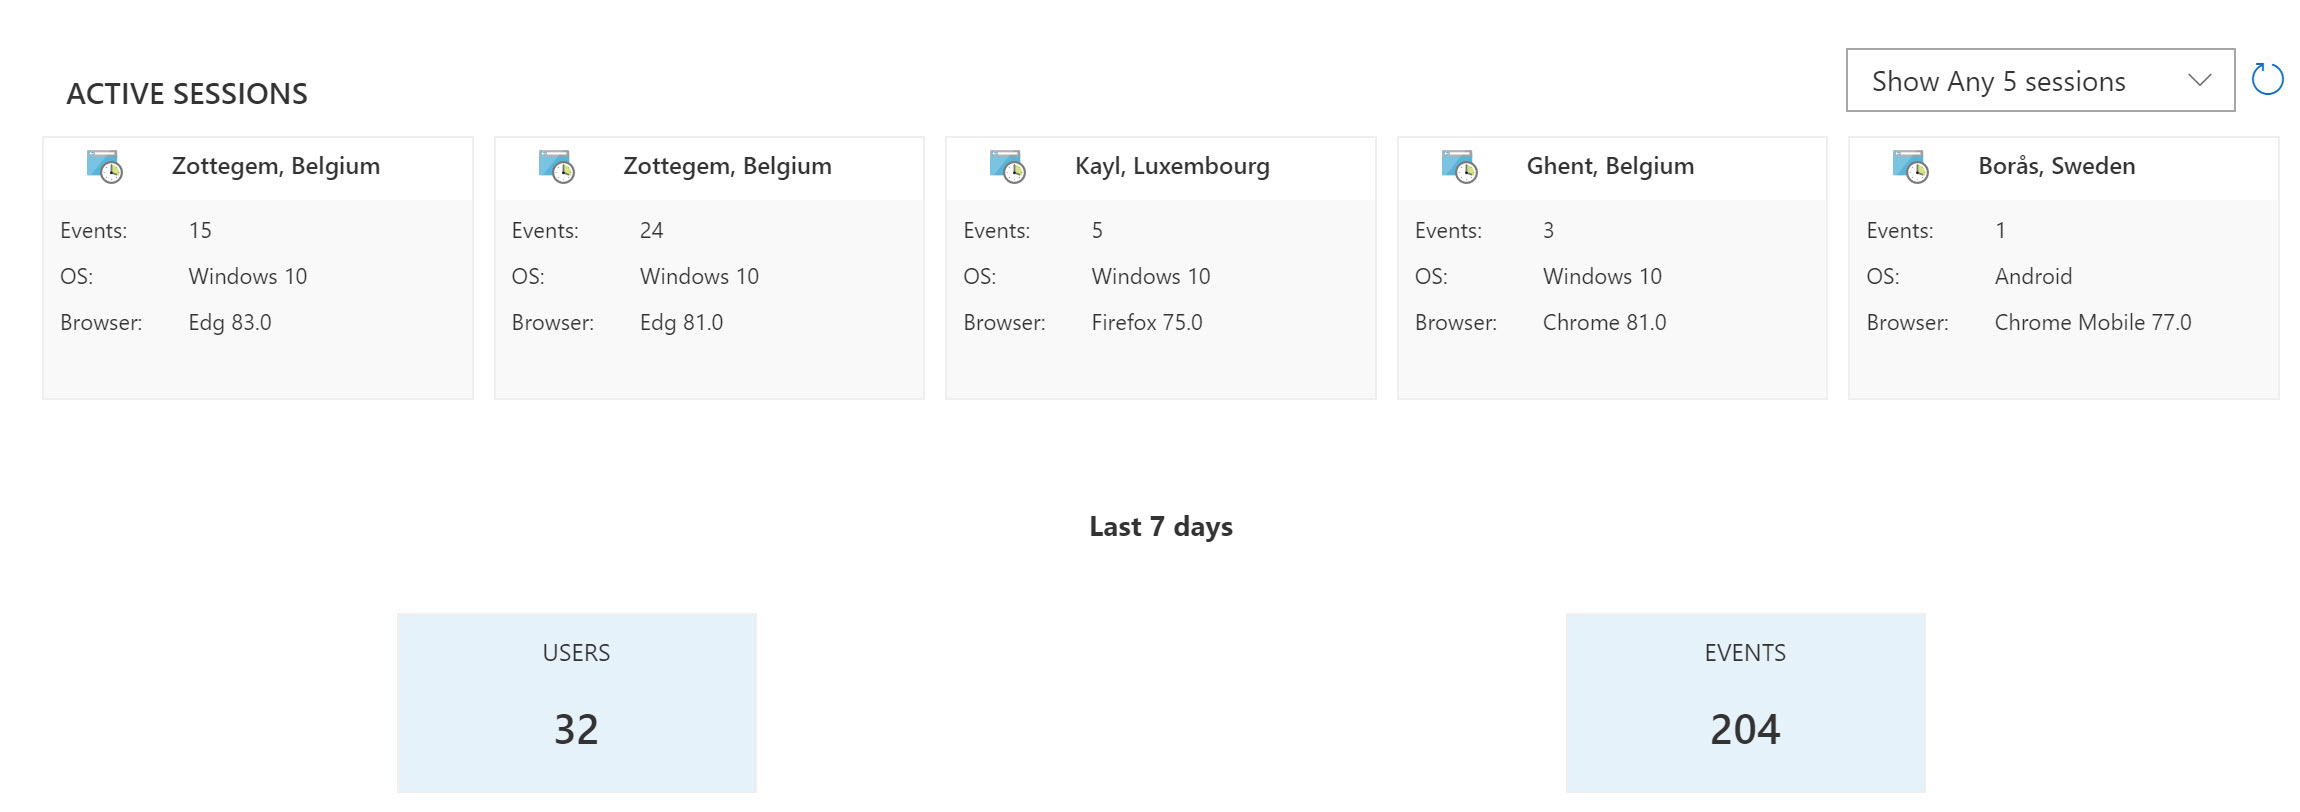 ACTIVE SESSIONS
Show Any 5 sessions
Zottegem, Belgium
Events: 15
OS: Windows 10
Browser: Edg 83.0
Zottegem, Belgium
Events: 24
OS: Windows 10
Browser: Edg 81.0
Kayl, Luxembourg
Events: 5
OS: Windows 10
Browser: Firefox 75.0
Ghent, Belgium
Events: 3
OS: Windows 10
Browser: Chrome 81.0
Borås, Sweden
Events: 1
OS: Android
Browser: Chrome Mobile 77.0
Last 7 days
USERS
32
EVENTS
204